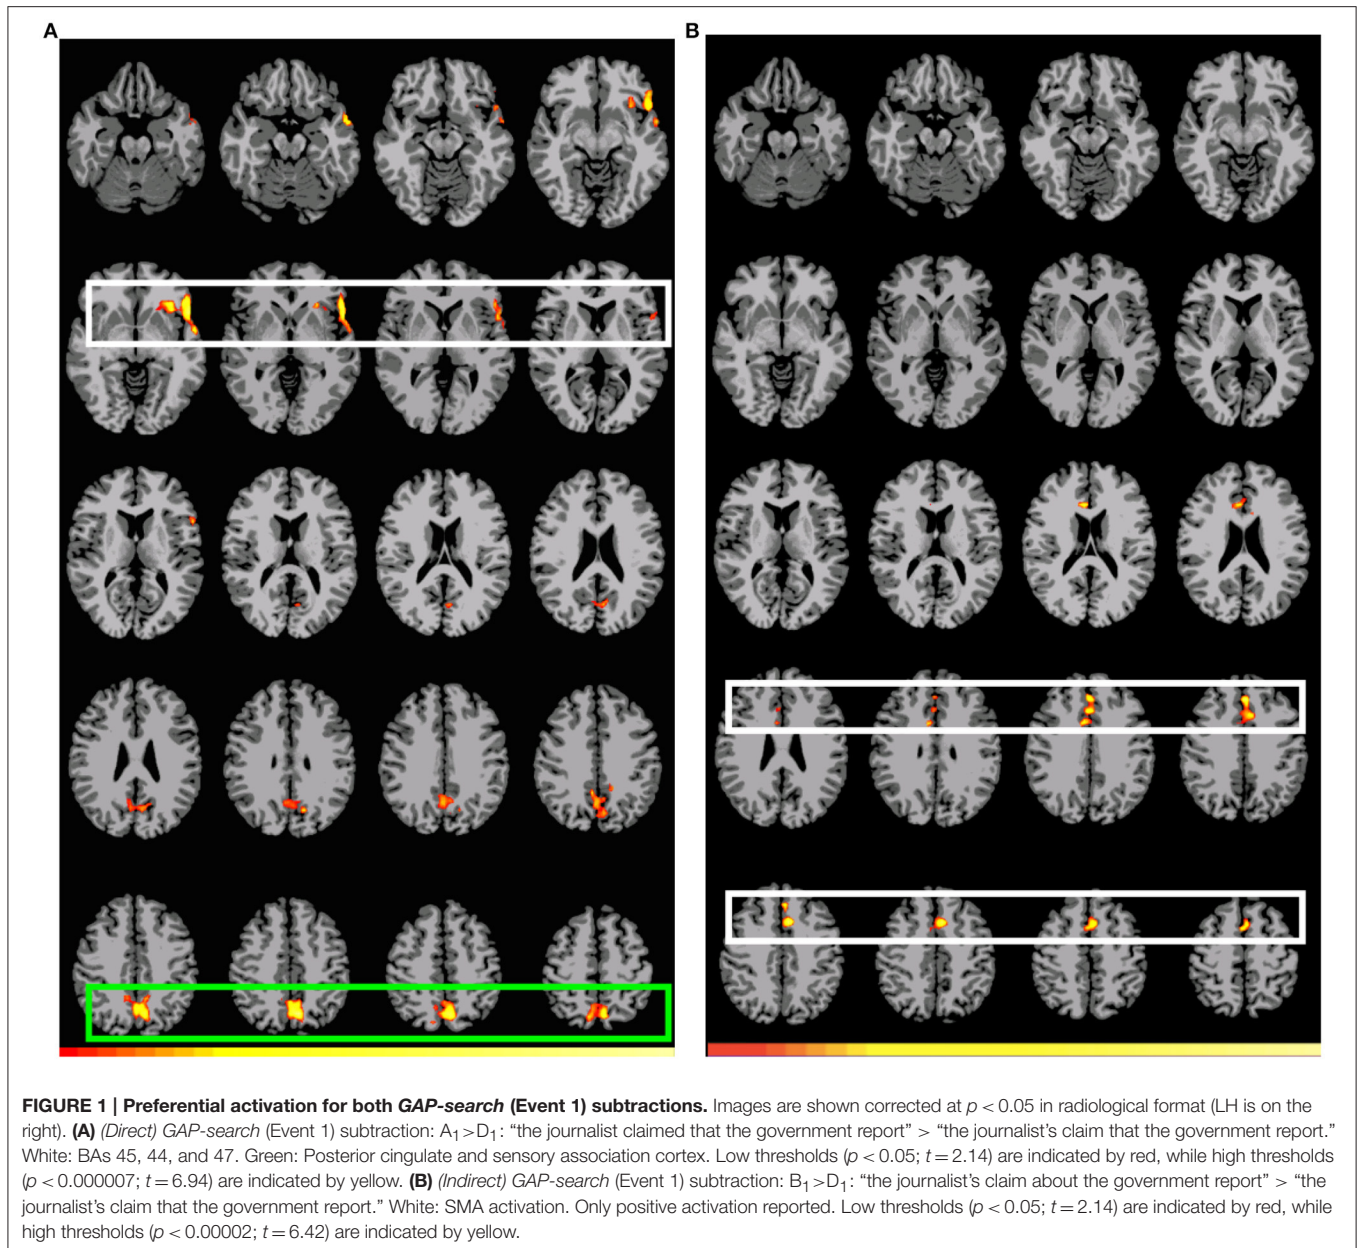 A
B
FIGURE 1 | Preferential activation for both GAP-search (Event 1) subtractions. Images are shown corrected at p < 0.05 in radiological format (LH is on the
right). (A) (Direct) GAP-search (Event 1) subtraction: A₁>D₁: “the journalist claimed that the government report” > “the journalist’s claim that the government report.”
White: BAs 45, 44, and 47. Green: Posterior cingulate and sensory association cortex. Low thresholds (p < 0.05; t = 2.14) are indicated by red, while high thresholds
(p < 0.000007; t = 6.94) are indicated by yellow. (B) (Indirect) GAP-search (Event 1) subtraction: B₁>D₁: “the journalist’s claim about the government report” > “the
journalist’s claim that the government report.” White: SMA activation. Only positive activation reported. Low thresholds (p < 0.05; t = 2.14) are indicated by red, while
high thresholds (p < 0.00002; t = 6.42) are indicated by yellow.